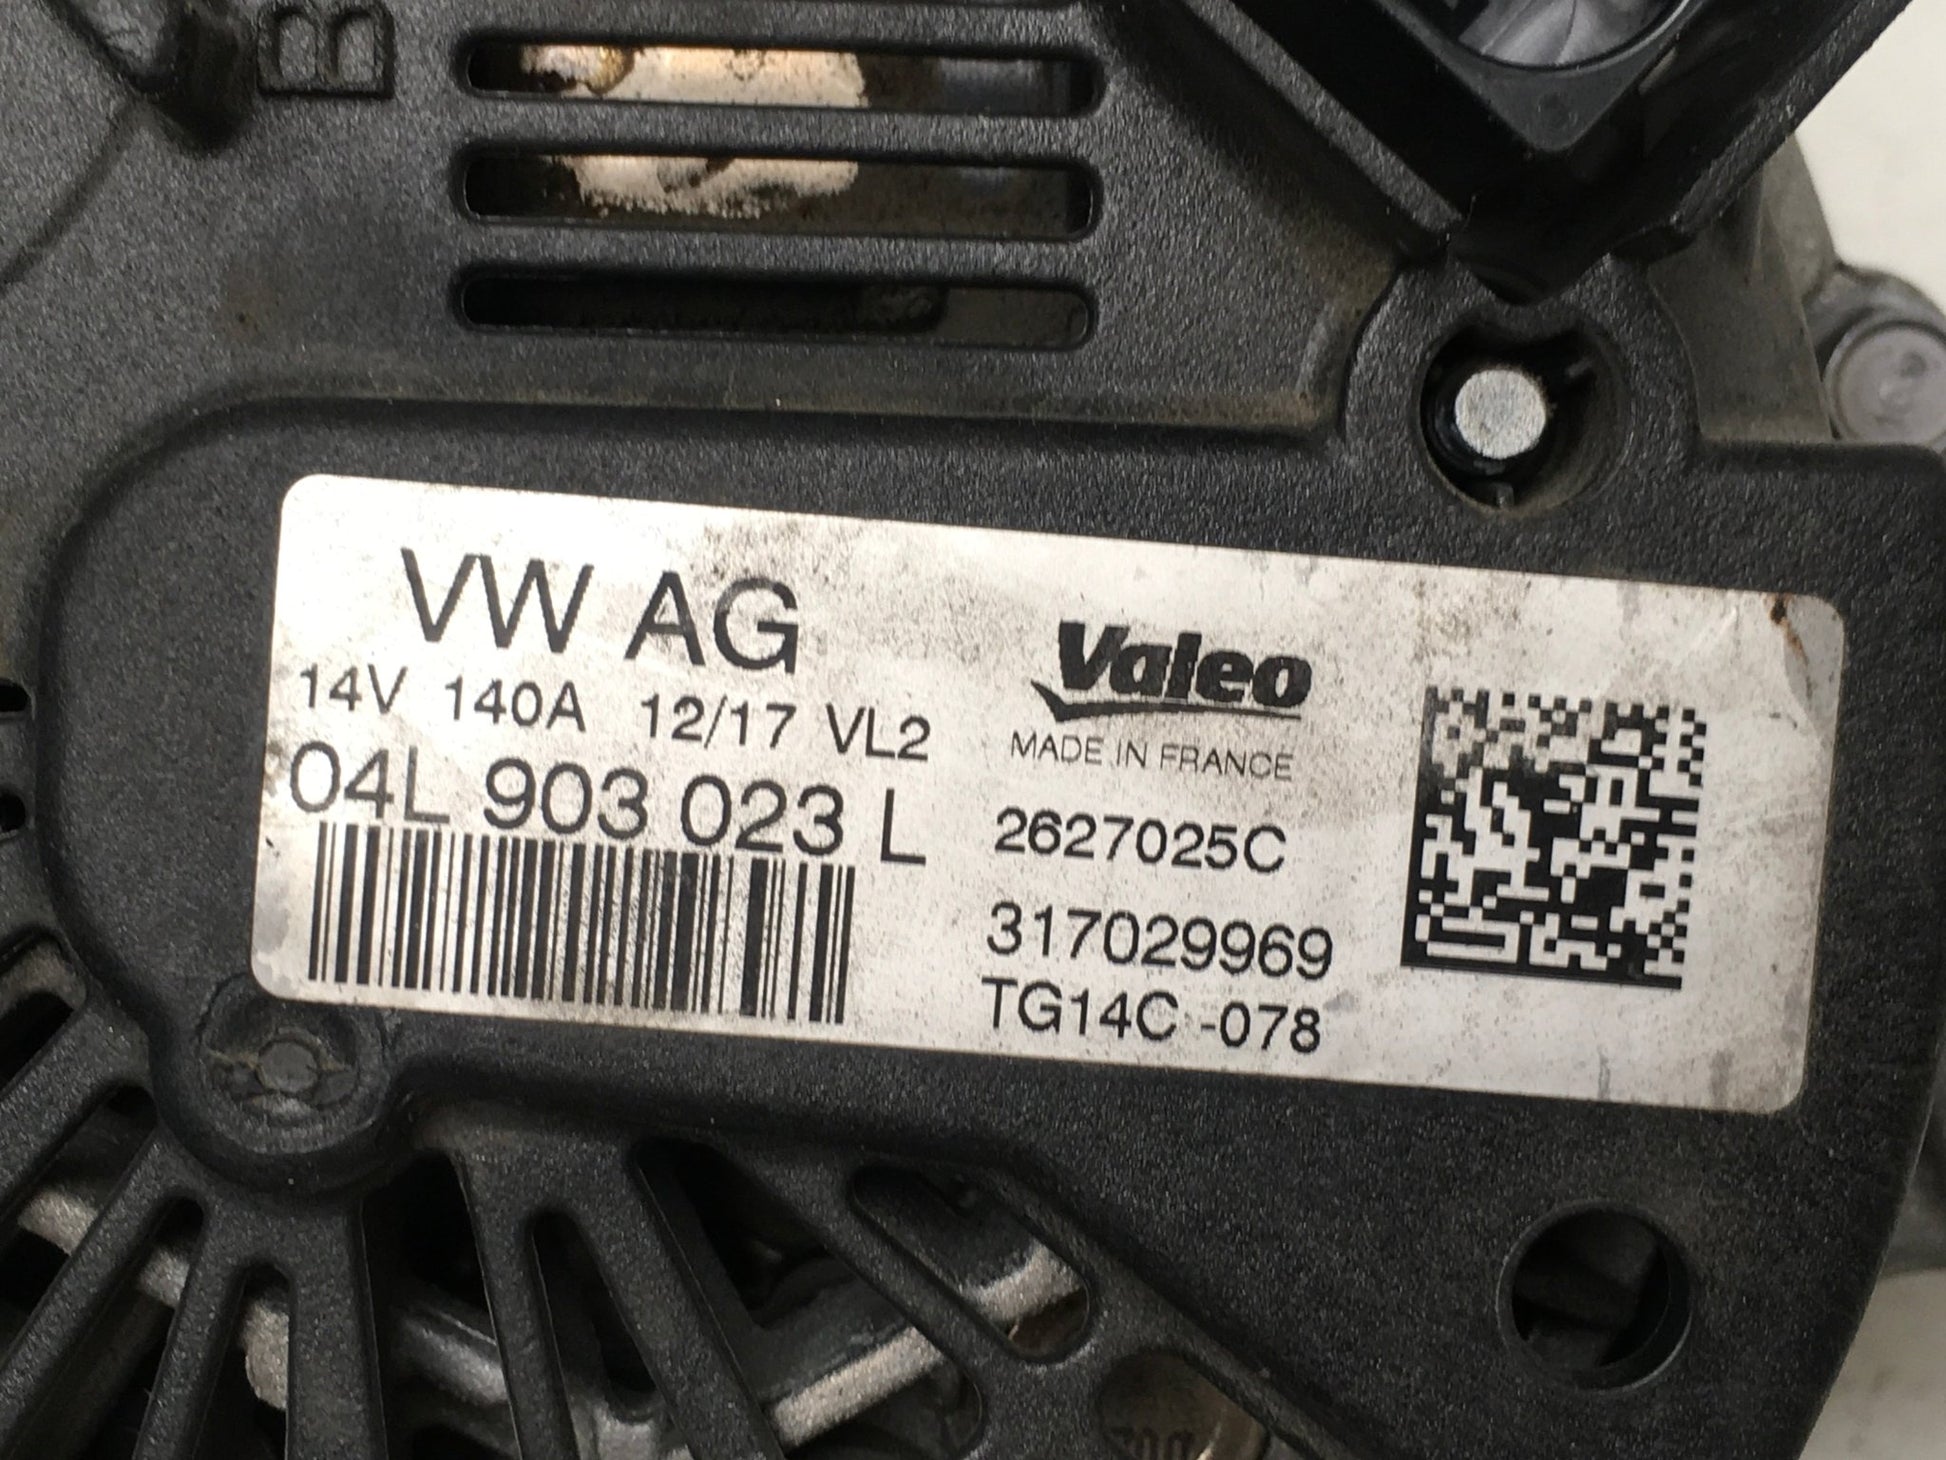 B
VW AG
14V 140A 12/17 VL2
04L 903 023 L
Valeo
MADE IN FRANCE
2627025C
317029969
TG14C -078